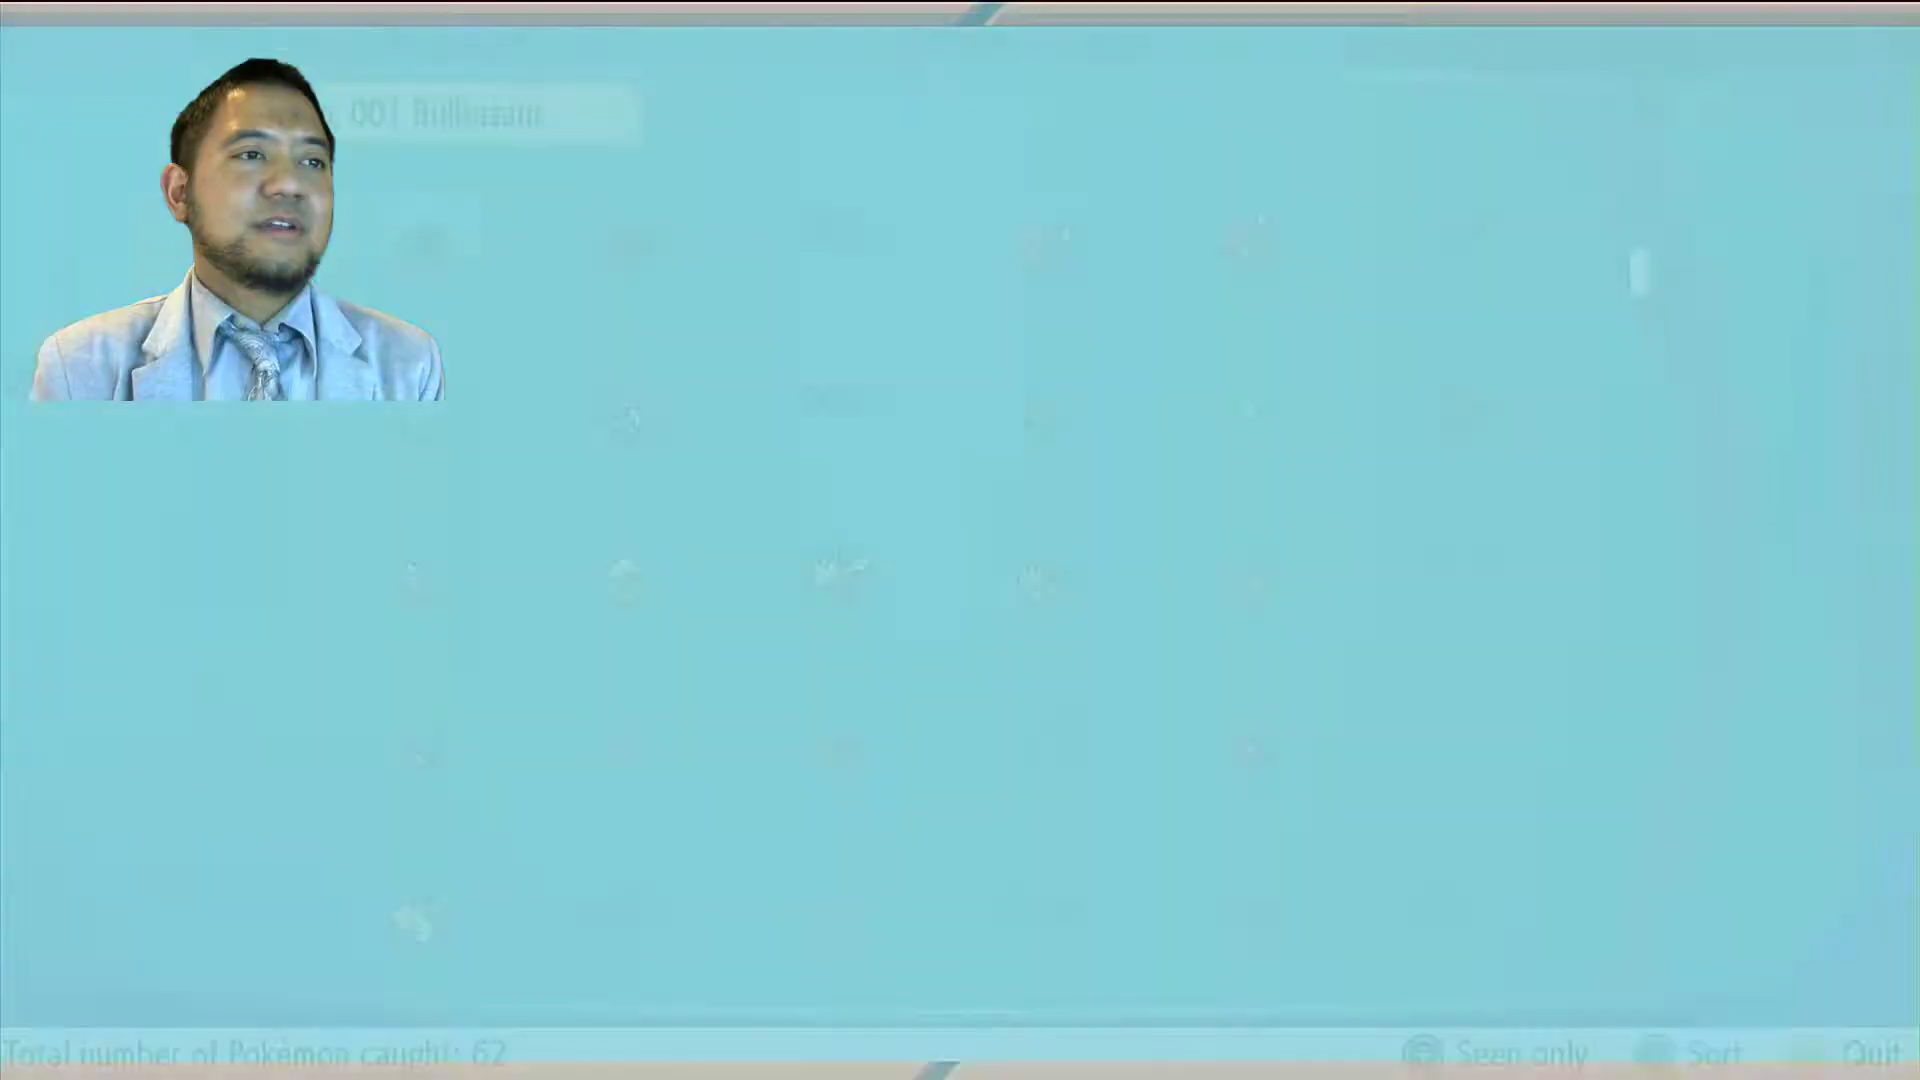 001 Bulbasaur
Total number of Pokémon caught: 62
Seen only
Sort
Quit